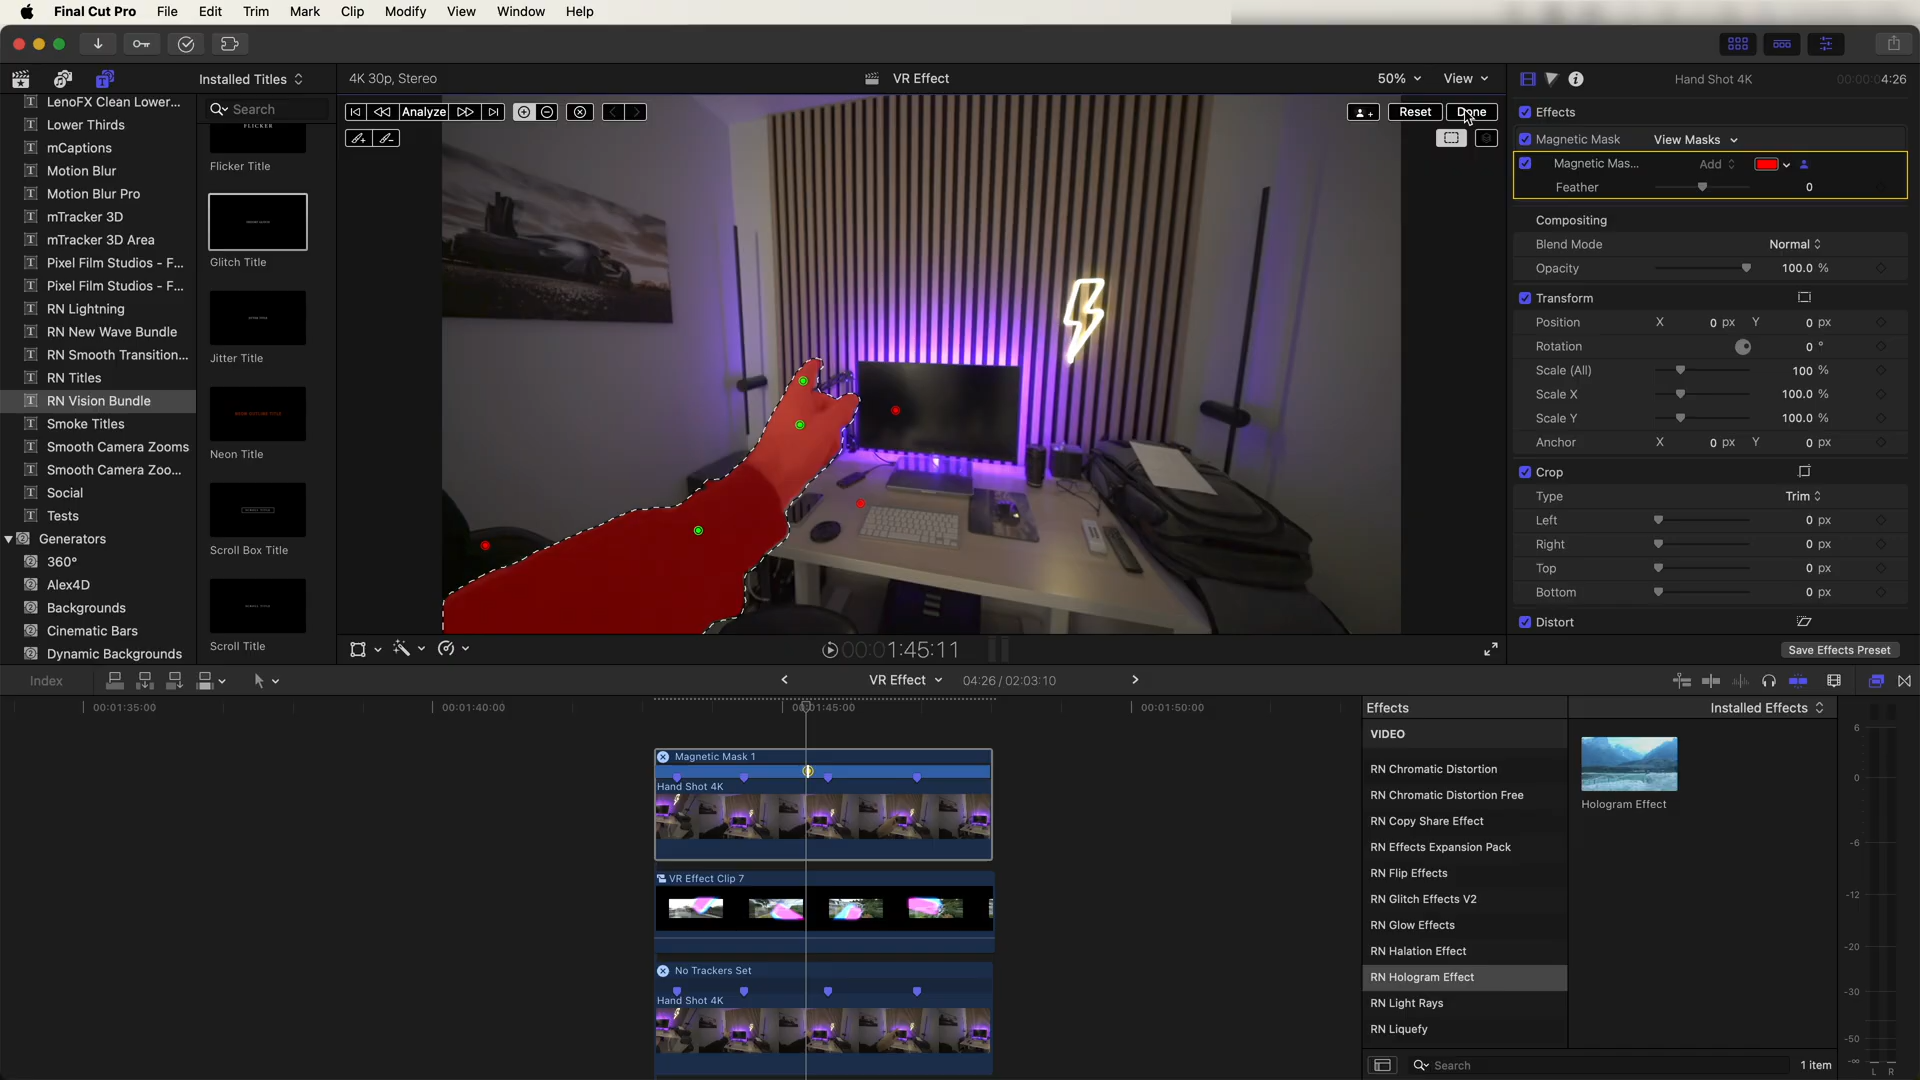 Final Cut Pro File Edit Trim Mark Clip Modify View Window Help
Installed Titles
4K 30p, Stereo
VR Effect
50%
View
Hand Shot 4K
4:26
LenoFX Clean Lower...
Lower Thirds
mCaptions
Motion Blur
Motion Blur Pro
mTracker 3D
mTracker 3D Area
Pixel Film Studios - F...
Pixel Film Studios - F...
RN Lightning
RN New Wave Bundle
RN Smooth Transition...
RN Titles
RN Vision Bundle
Smoke Titles
Smooth Camera Zooms
Smooth Camera Zoo...
Social
Tests
Generators
360°
Alex4D
Backgrounds
Cinematic Bars
Dynamic Backgrounds
Search
FLICKER
Flicker Title
Glitch Title
Jitter Title
Neon Title
Scroll Box Title
Scroll Title
Analyze
Reset
Done
Effects
Magnetic Mask View Masks
Magnetic Mas... Add
Feather 0
Compositing
Blend Mode Normal
Opacity 100.0 %
Transform
Position X 0 px Y 0 px
Rotation 0 °
Scale (All) 100 %
Scale X 100.0 %
Scale Y 100.0 %
Anchor X 0 px Y 0 px
Crop
Type Trim
Left 0 px
Right 0 px
Top 0 px
Bottom 0 px
Distort
Save Effects Preset
00:00:01:45:11
Index
VR Effect
04:26 / 02:03:10
00:01:35:00
00:01:40:00
00:01:45:00
00:01:50:00
Magnetic Mask 1
Hand Shot 4K
VR Effect Clip 7
No Trackers Set
Hand Shot 4K
Effects
Installed Effects
VIDEO
RN Chromatic Distortion
RN Chromatic Distortion Free
RN Copy Share Effect
RN Effects Expansion Pack
RN Flip Effects
RN Glitch Effects V2
RN Glow Effects
RN Halation Effect
RN Hologram Effect
RN Light Rays
RN Liquefy
Hologram Effect
Search
1 item
6
0
-6
-12
-20
-30
-50
-∞
L R